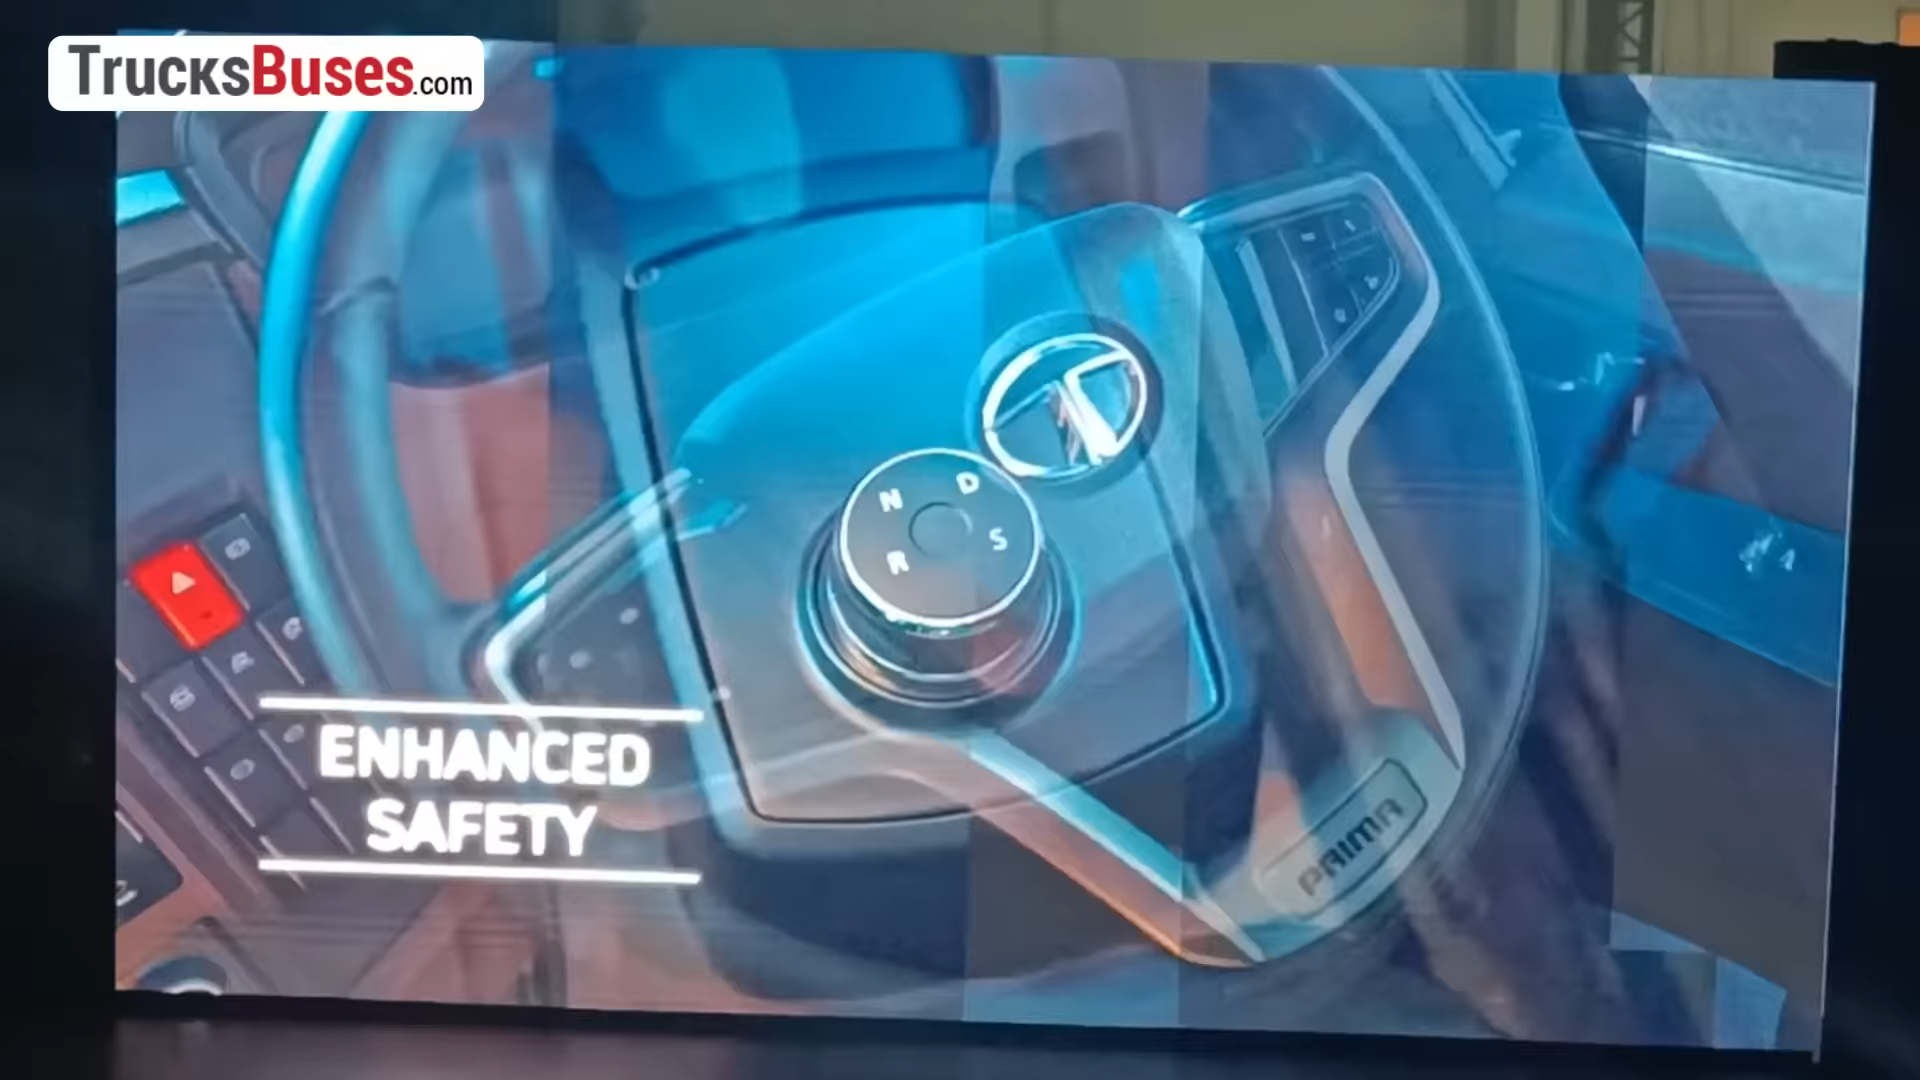 TrucksBuses.com
N D
R S
ENHANCED
SAFETY
PRIMA